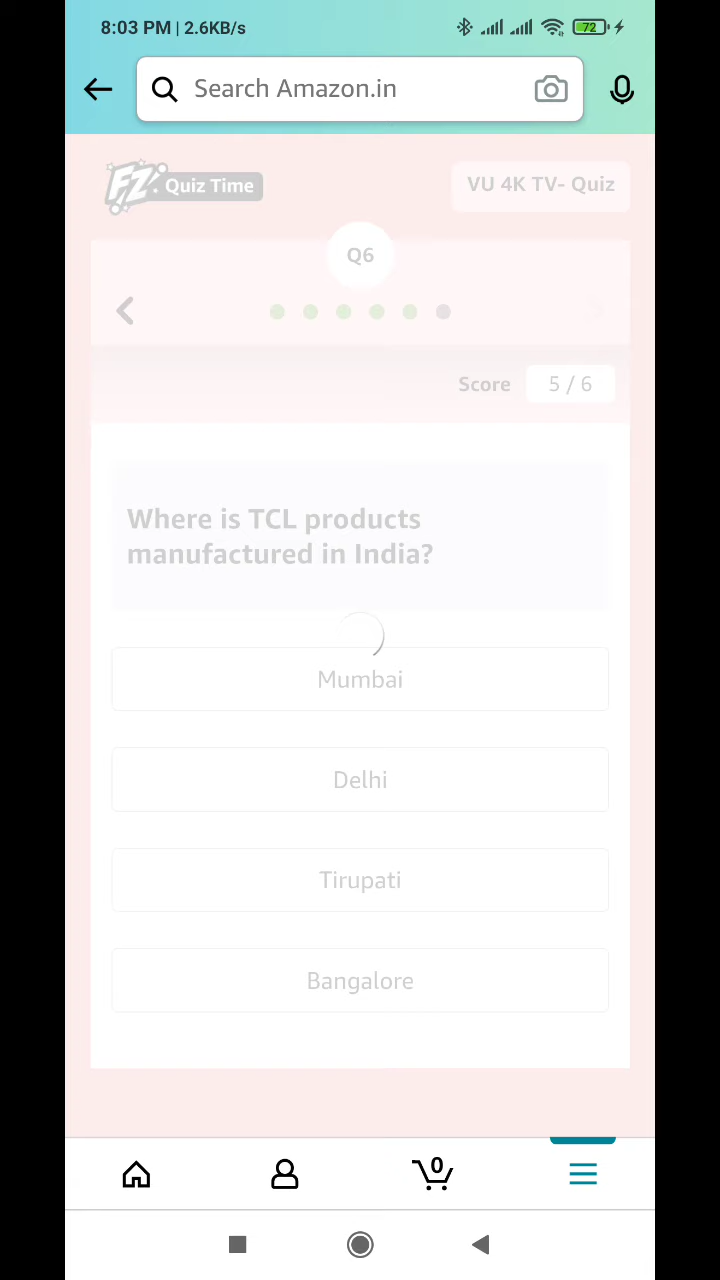 8:03 PM | 2.6KB/s 72
Search Amazon.in
FZ. Quiz Time
VU 4K TV- Quiz
Q6
Score 5 / 6
Where is TCL products
manufactured in India?
Mumbai
Delhi
Tirupati
Bangalore
0